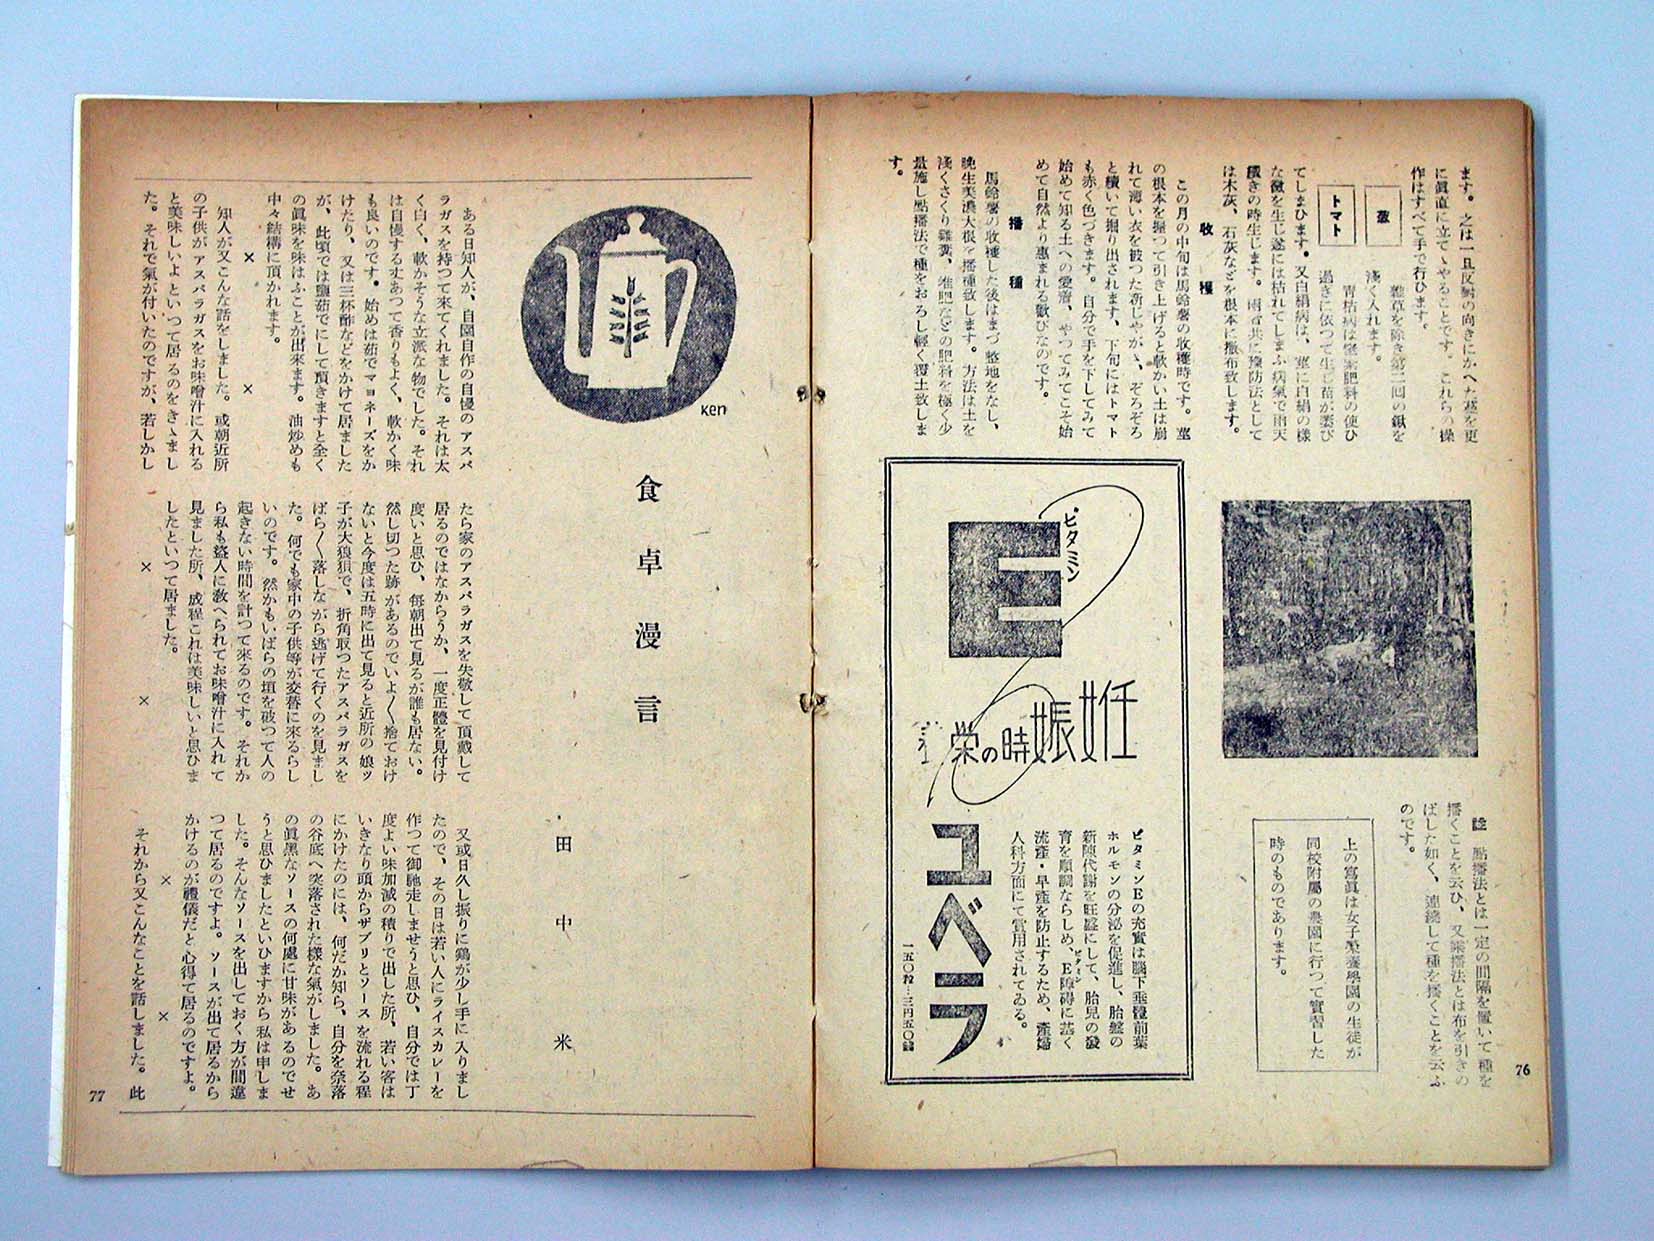 ます。之は一旦反對の向きにかへた蔓を更
に眞直に立てゝやることです。これらの操
作はすべて手で行ひます。
雜草を除き第二回の鍬を
淺く入れます。
トマト
青枯病は窒素肥料の使ひ
過ぎに依つて生じ苗が萎び
てしまひます。又白絹病は、莖に白絹の樣
な黴を生じ遂には枯れてしまふ病氣で雨天
續きの時生じます。兩者共に豫防法として
は木灰、石灰などを根本に撒布致します。
收穫
この月の中旬は馬鈴薯の收穫時です。莖
の根本を掘つて引き上げると軟かい土は崩
れて薄い衣を被つた新じやがゝ、ぞろぞろ
と續いて掘り出されます、下旬にはトマト
も赤く色づきます。自分で手を下してみて
始めて知る土への愛着、やつてみてこそ始
めて自然より惠まれる歡びなのです。
播種
馬鈴薯の收穫した後はまづ整地をなし、
晚生美濃大根を播種致します。方法は土を
淺くさくり雞糞、堆肥などの肥料を極く少
量施し點播法で種をおろし輕く覆土致しま
す。
註 點播法とは一定の間隔を置いて種を
播くことを云ひ、又條播法とは布を引きの
ばした如く、連續して種を播くことを云ふ
のです。
上の寫眞は女子榮養學園の生徒が
同校附屬の農園に行つて實習した
時のものであります。
ビタミン
E
妊娠時の榮養
ビタミンEの充實は腦下垂體前葉
ホルモンの分泌を促進し、胎盤の
新陳代謝を旺盛にして、胎兒の發
育を順調ならしめ、E障碍に基く
ビタミン
流產・早產を防止するため、產婦
人科方面にて賞用されてゐる。
一五〇粒…三円五〇錢
ユベラ
76
Ken
食卓漫言
田中米
ある日知人が、自園自作の自慢のアスパ
ラガスを持つて來てくれました。それは太
く白く、軟かそうな立派な物でした。それ
は自慢する丈あつて香りもよく、軟かく味
も良いのです。始めは茹でマヨネーズをか
けたり、又は三杯酢などをかけて居ました
が、此頃では鹽茹でにして頂きますと全く
の眞味を味はふことが出來ます。油炒めも
中々結構に頂かれます。
× ×
知人が又こんな話をしました。或朝近所
の子供がアスパラガスをお味噌汁に入れる
と美味しいよといつて居るのをきゝまし
た。それで氣が付いたのですが、若しかし
たら家のアスパラガスを失敬して頂戴して
居るのではなからうか、一度正體を見付け
度いと思ひ、每朝出て見るが誰も居ない。
然し切つた跡があるのでいよ〱捨ておけ
ないと今度は五時に出て見ると近所の娘ッ
子が大狼狽で、折角取つたアスパラガスを
ばら〱落しながら逃げて行くのを見まし
た。何でも家中の子供等が交替に來るらし
いのです。然かもいばらの垣を破つて人の
起きない時間を計つて來るのです。それか
ら私も盜人に敎へられてお味噌汁に入れて
見ました所、成程これは美味しいと思ひま
したといつて居ました。
× ×
又或日久し振りに鷄が少し手に入りまし
たので、その日は若い人にライスカレーを
作つて御馳走しませうと思ひ、自分では丁
度よい味加減の積りで出した所、若い客は
いきなり頭からザブリとソースを流れる程
にかけたのには、何だか知ら、自分を奈落
の谷底へ突落された樣な氣がしました。あ
の眞黑なソースの何處に甘味があるのでせ
うと思ひましたといひますから私は申しま
した。そんなソースを出しておく方が間違
つて居るのですよ。ソースが出て居るから
かけるのが禮儀だと心得て居るのですよ。
× ×
それから又こんなことを話しました。此
77